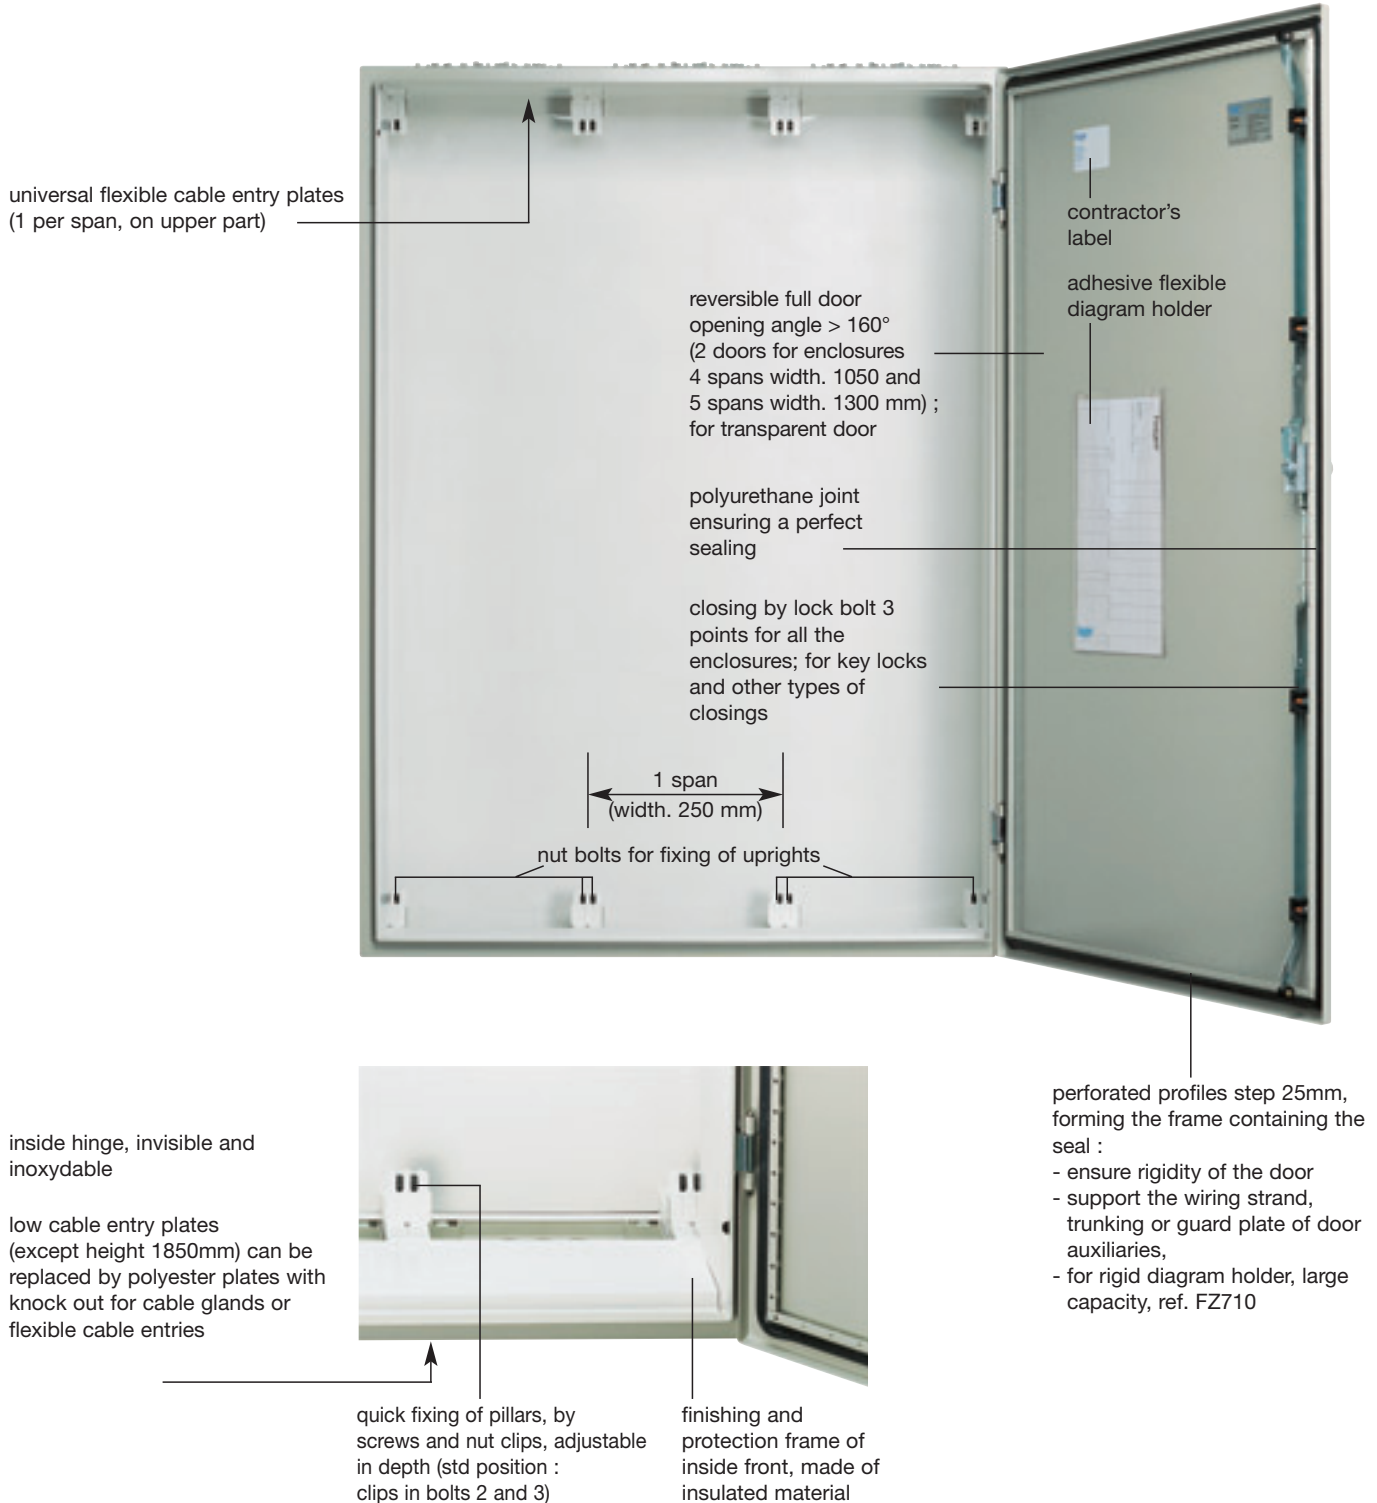 universal flexible cable entry plates
(1 per span, on upper part)
contractor's
label
adhesive flexible
diagram holder
reversible full door
opening angle > 160°
(2 doors for enclosures
4 spans width. 1050 and
5 spans width. 1300 mm) ;
for transparent door
polyurethane joint
ensuring a perfect
sealing
closing by lock bolt 3
points for all the
enclosures; for key locks
and other types of
closings
1 span
(width. 250 mm)
nut bolts for fixing of uprights
perforated profiles step 25mm,
forming the frame containing the
seal :
- ensure rigidity of the door
- support the wiring strand,
trunking or guard plate of door
auxiliaries,
- for rigid diagram holder, large
capacity, ref. FZ710
inside hinge, invisible and
inoxydable
low cable entry plates
(except height 1850mm) can be
replaced by polyester plates with
knock out for cable glands or
flexible cable entries
quick fixing of pillars, by
screws and nut clips, adjustable
in depth (std position :
clips in bolts 2 and 3)
finishing and
protection frame of
inside front, made of
insulated material